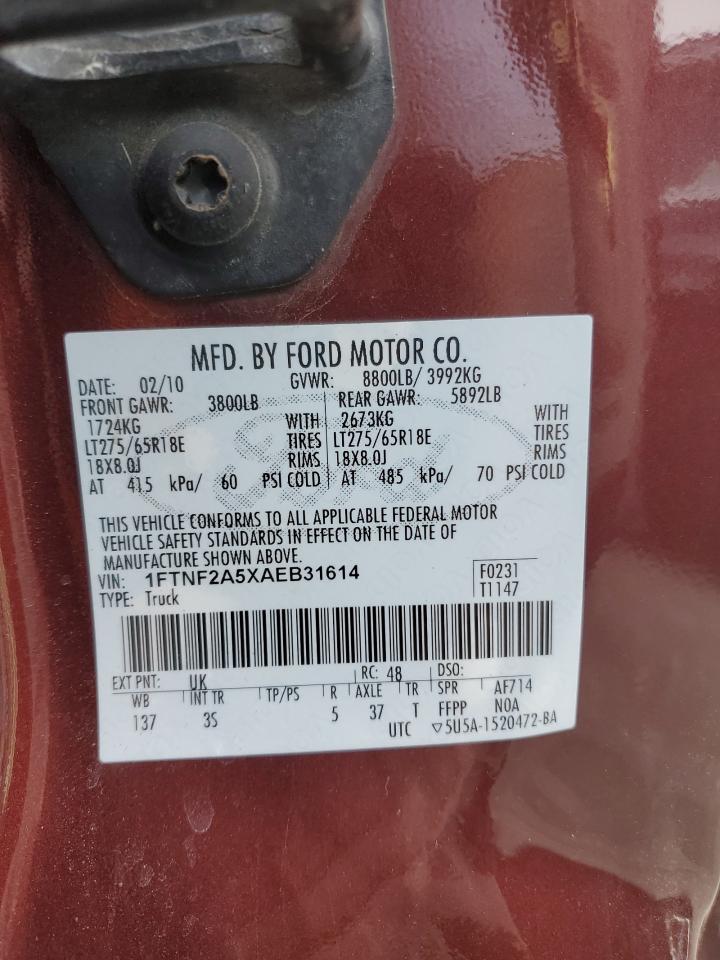 MFD. BY FORD MOTOR CO.
DATE: 02/10 GVWR: 8800LB/ 3992KG
FRONT GAWR: 3800LB REAR GAWR: 5892LB
1724KG WITH 2673KG WITH
LT275/65R18E TIRES LT275/65R18E TIRES
18X8.0J RIMS 18X8.0J RIMS
AT 415 kPa/ 60 PSI COLD AT 485 kPa/ 70 PSI COLD
THIS VEHICLE CONFORMS TO ALL APPLICABLE FEDERAL MOTOR
VEHICLE SAFETY STANDARDS IN EFFECT ON THE DATE OF
MANUFACTURE SHOWN ABOVE.
VIN: 1FTNF2A5XAEB31614 F0231
TYPE: Truck T1147
EXT PNT: UK RC: 48 DSO:
WB INT TR TP/PS R AXLE TR SPR AF714
137 3S 5 37 T FFPP N0A
UTC ▽5U5A-1520472-BA